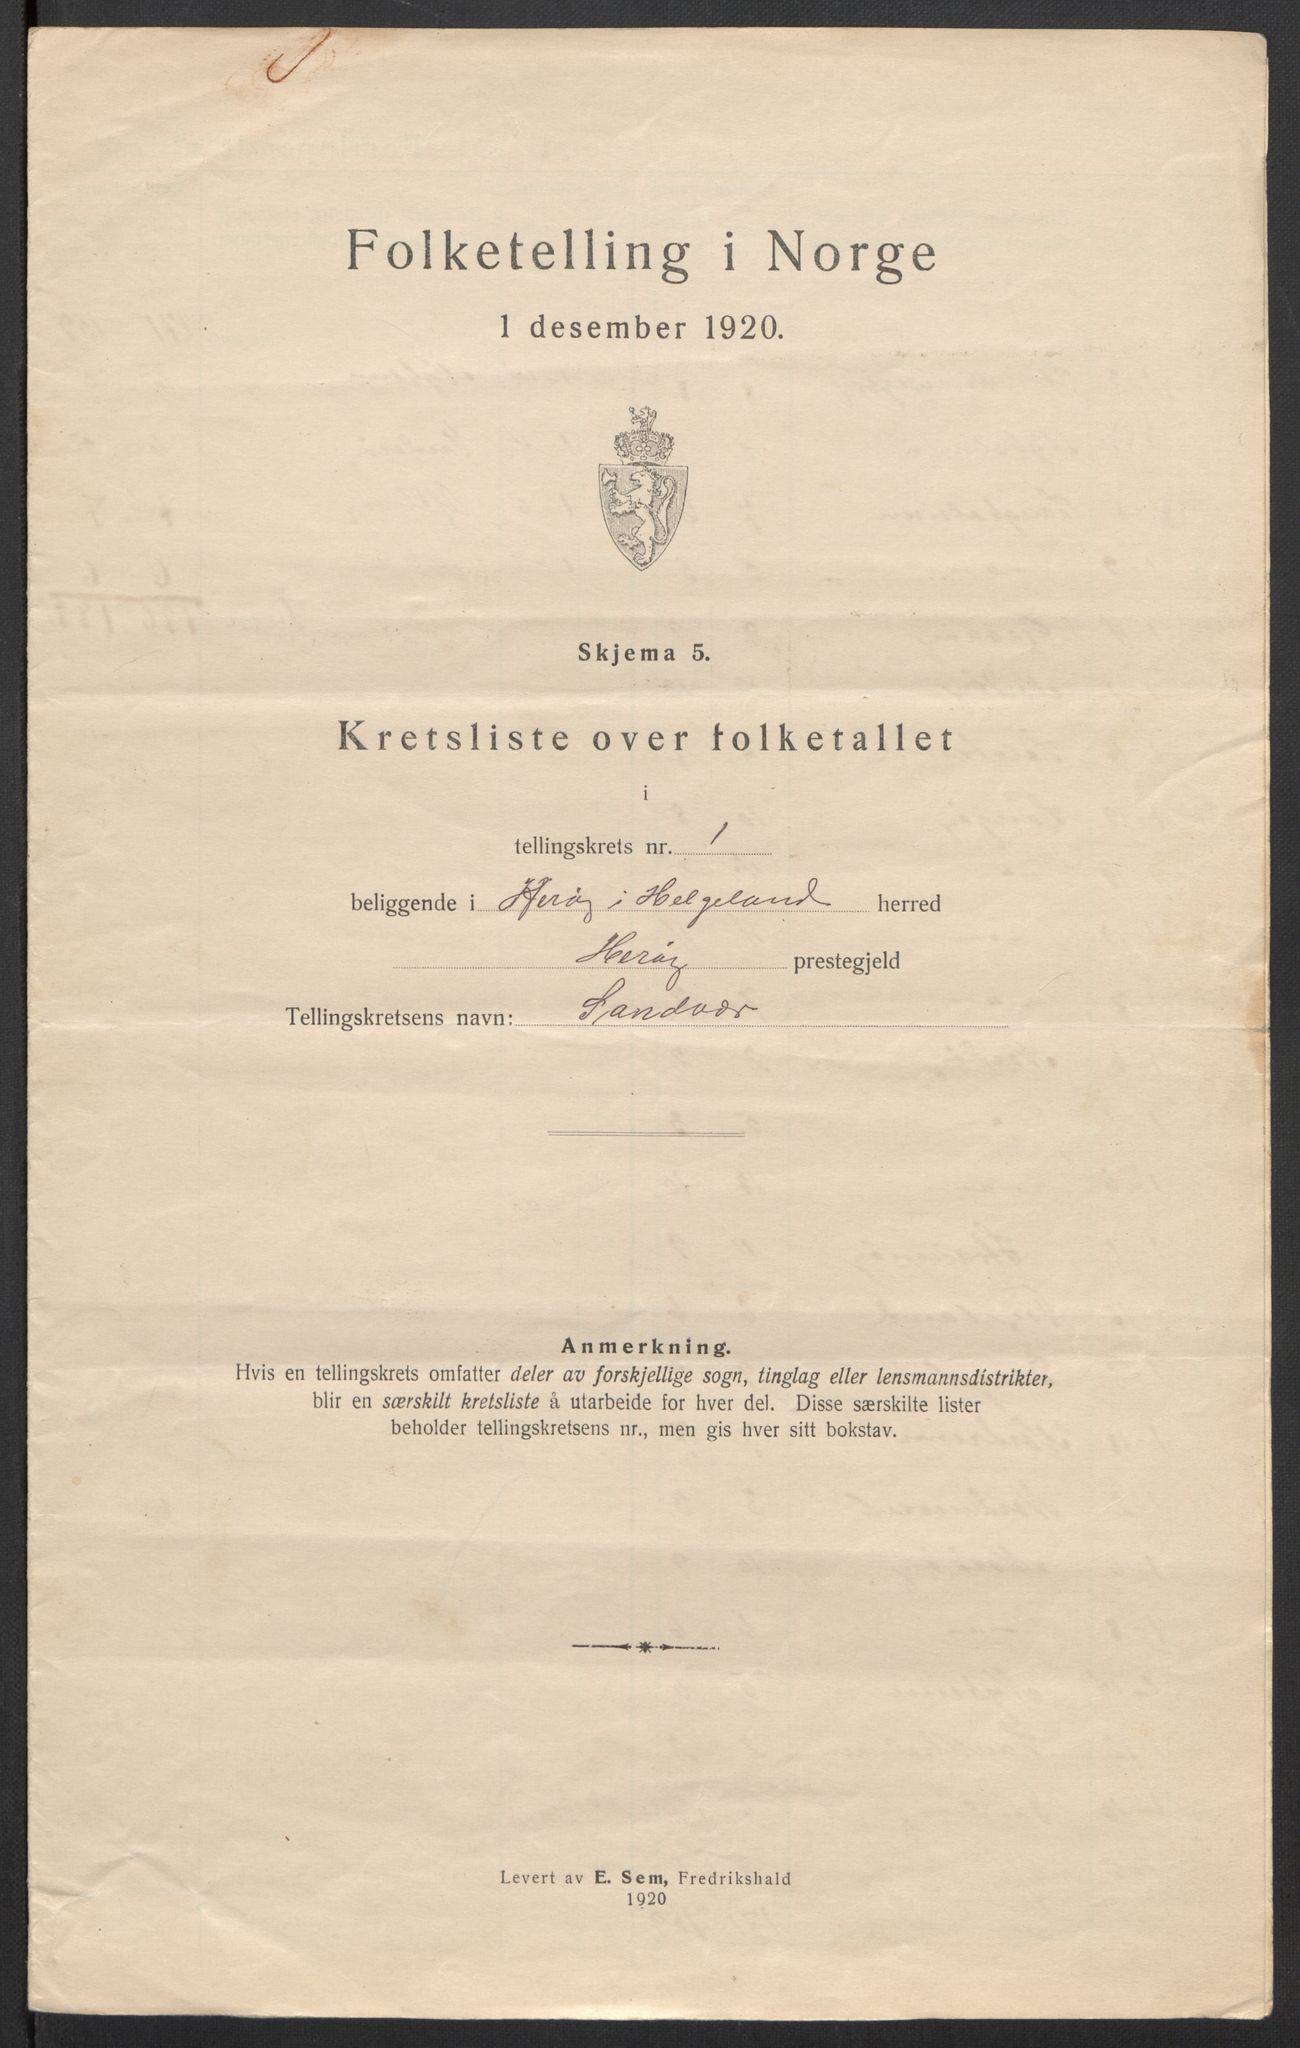 Folketelling i Norge
1 desember 1920.
Skjema 5.
Kretsliste over folketallet
i
tellingskrets nr. 1
beliggende i Herøy i Helgeland herred
Herøy prestegjeld
Tellingskretsens navn: Sandvær
Anmerkning.
Hvis en tellingskrets omfatter deler av forskjellige sogn, tinglag eller lensmannsdistrikter,
blir en særskilt kretsliste å utarbeide for hver del. Disse særskilte lister
beholder tellingskretsens nr., men gis hver sitt bokstav.
Levert av E. Sem, Fredrikshald
1920